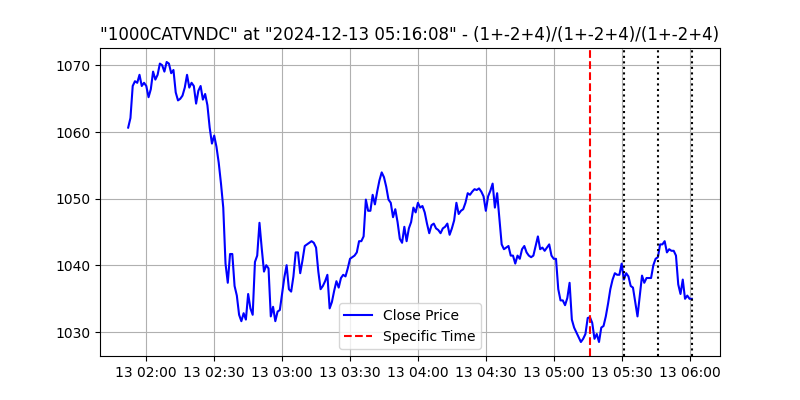 "1000CATVNDC" at "2024-12-13 05:16:08" - (1+-2+4)/(1+-2+4)/(1+-2+4)
1070
1060
1050
1040
1030
Close Price
Specific Time
13 02:00 13 02:30 13 03:00 13 03:30 13 04:00 13 04:30 13 05:00 13 05:30 13 06:00